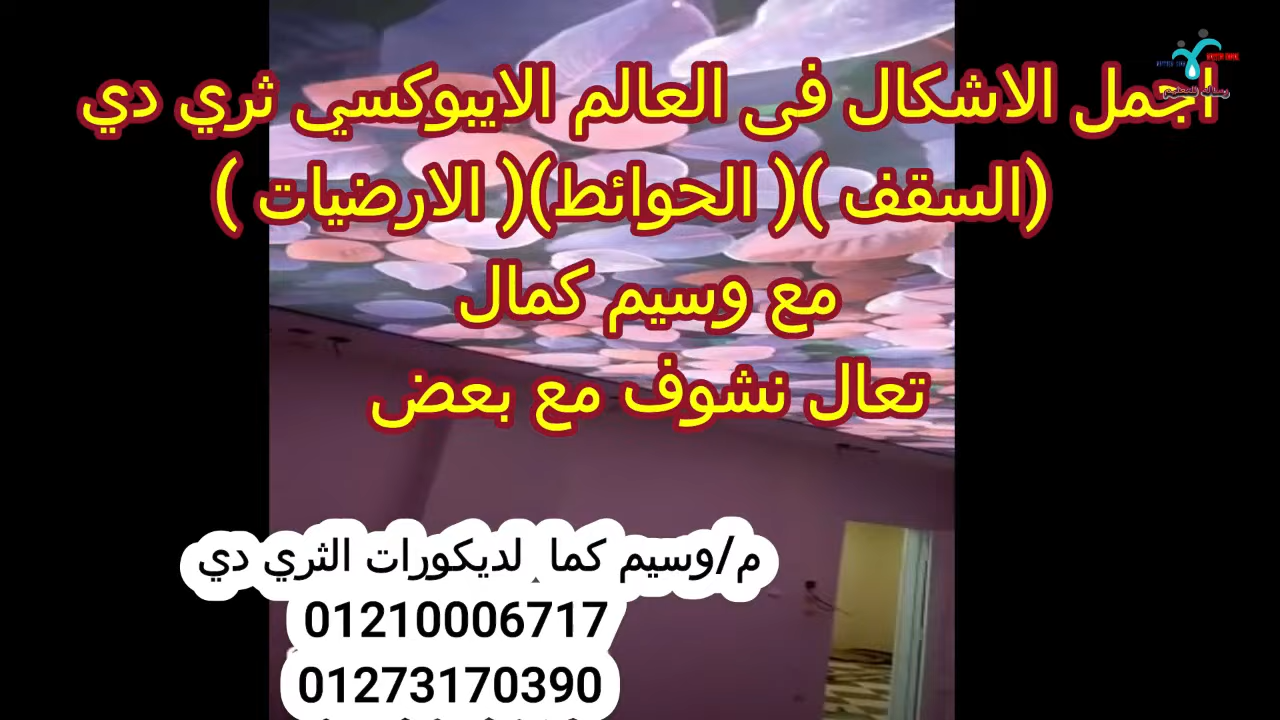 اجمل الاشكال فى العالم الايبوكسي ثري دي
(السقف )( الحوائط)( الارضيات )
مع وسيم كمال
تعال نشوف مع بعض
م/وسيم كما لديكورات الثري دي
01210006717
01273170390